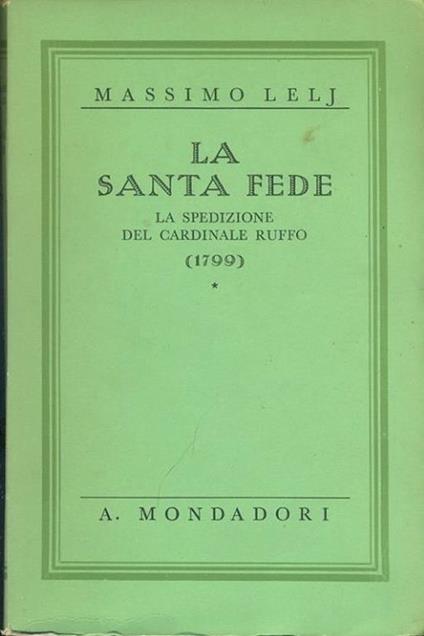 MASSIMO LELJ
LA
SANTA FEDE
LA SPEDIZIONE
DEL CARDINALE RUFFO
(1799)
*
A. MONDADORI